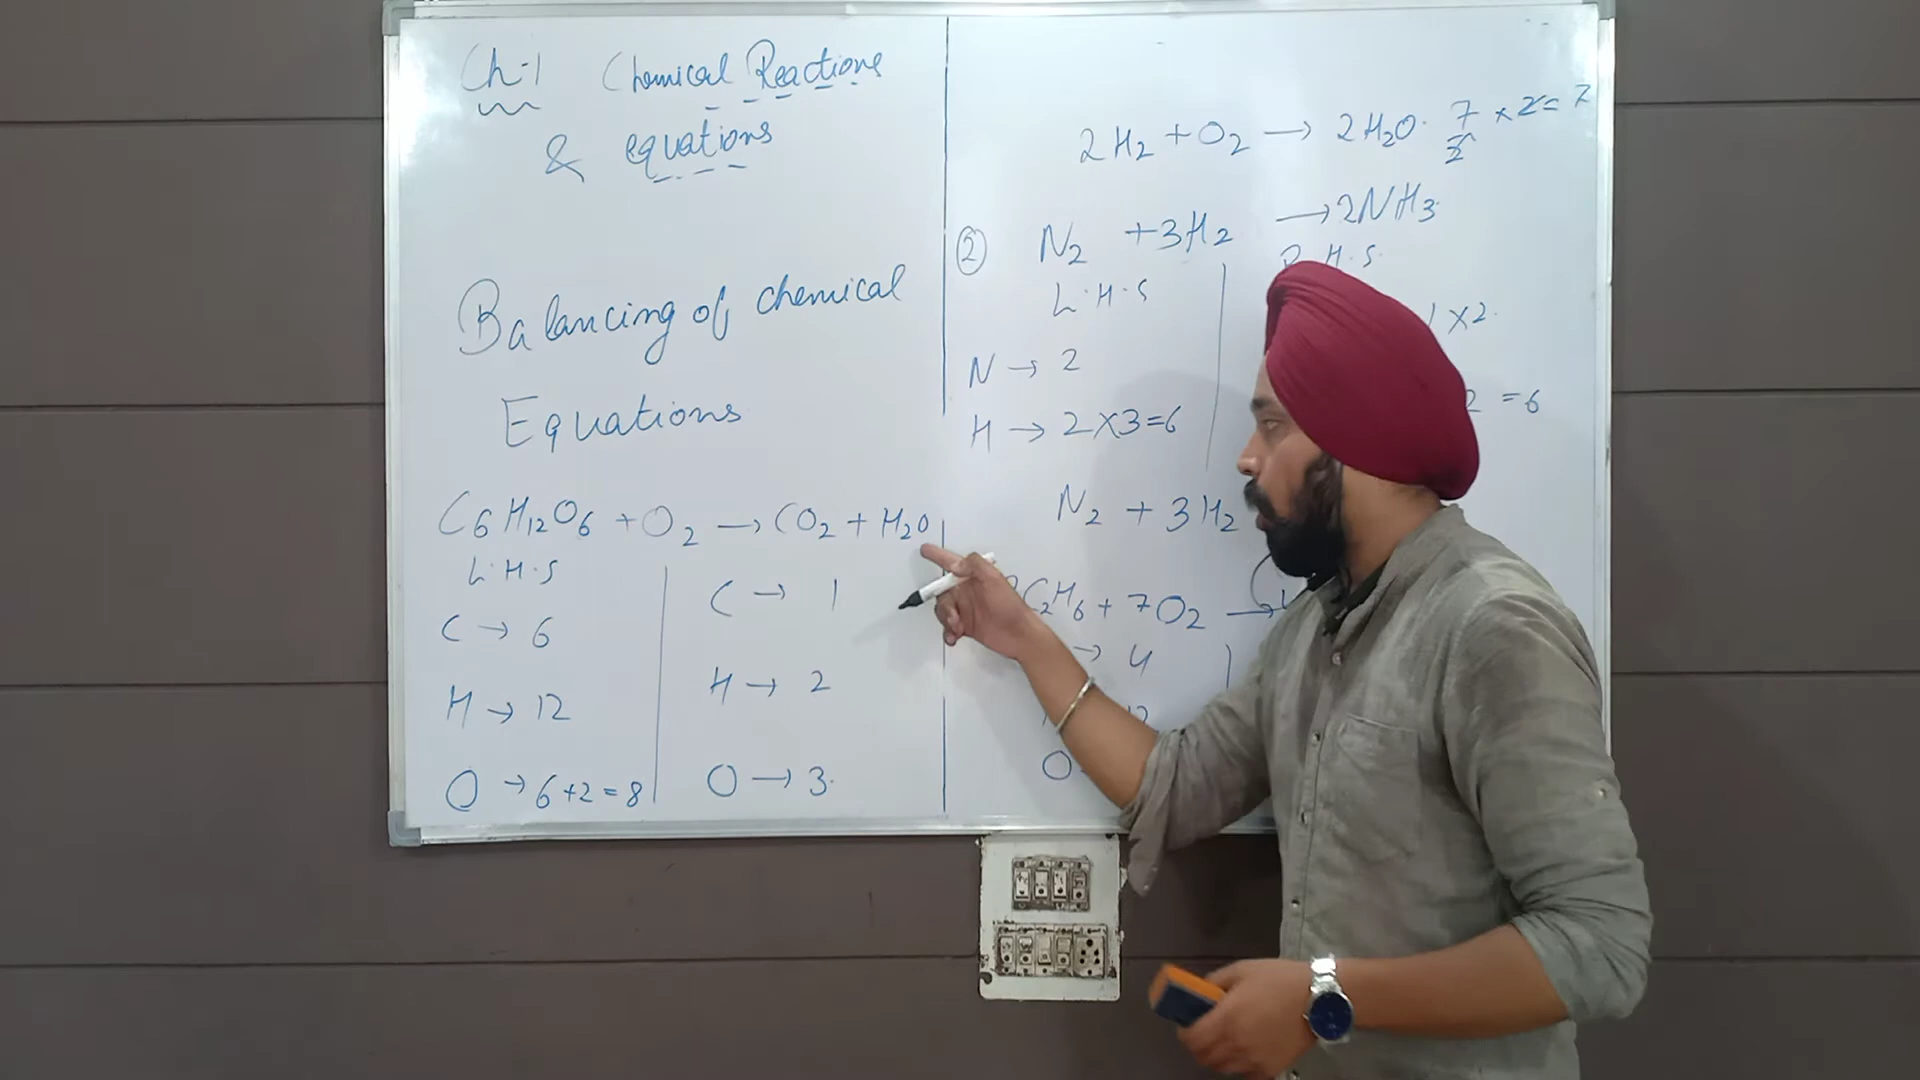 Ch-1 Chemical Reactions
& equations
Balancing of chemical
Equations
C6H12O6 + O2 → CO2 + H2O
L.H.S
C → 6
H → 12
O → 6+2=8
C → 1
H → 2
O → 3.
2H2 + O2 → 2H2O. 7/2 × 2 = 7
② N2 + 3H2 → 2NH3
L.H.S R.H.S.
N → 2
1 × 2.
H → 2×3=6
2 = 6
N2 + 3H2
C2H6 + 7O2 →
→ 4
O